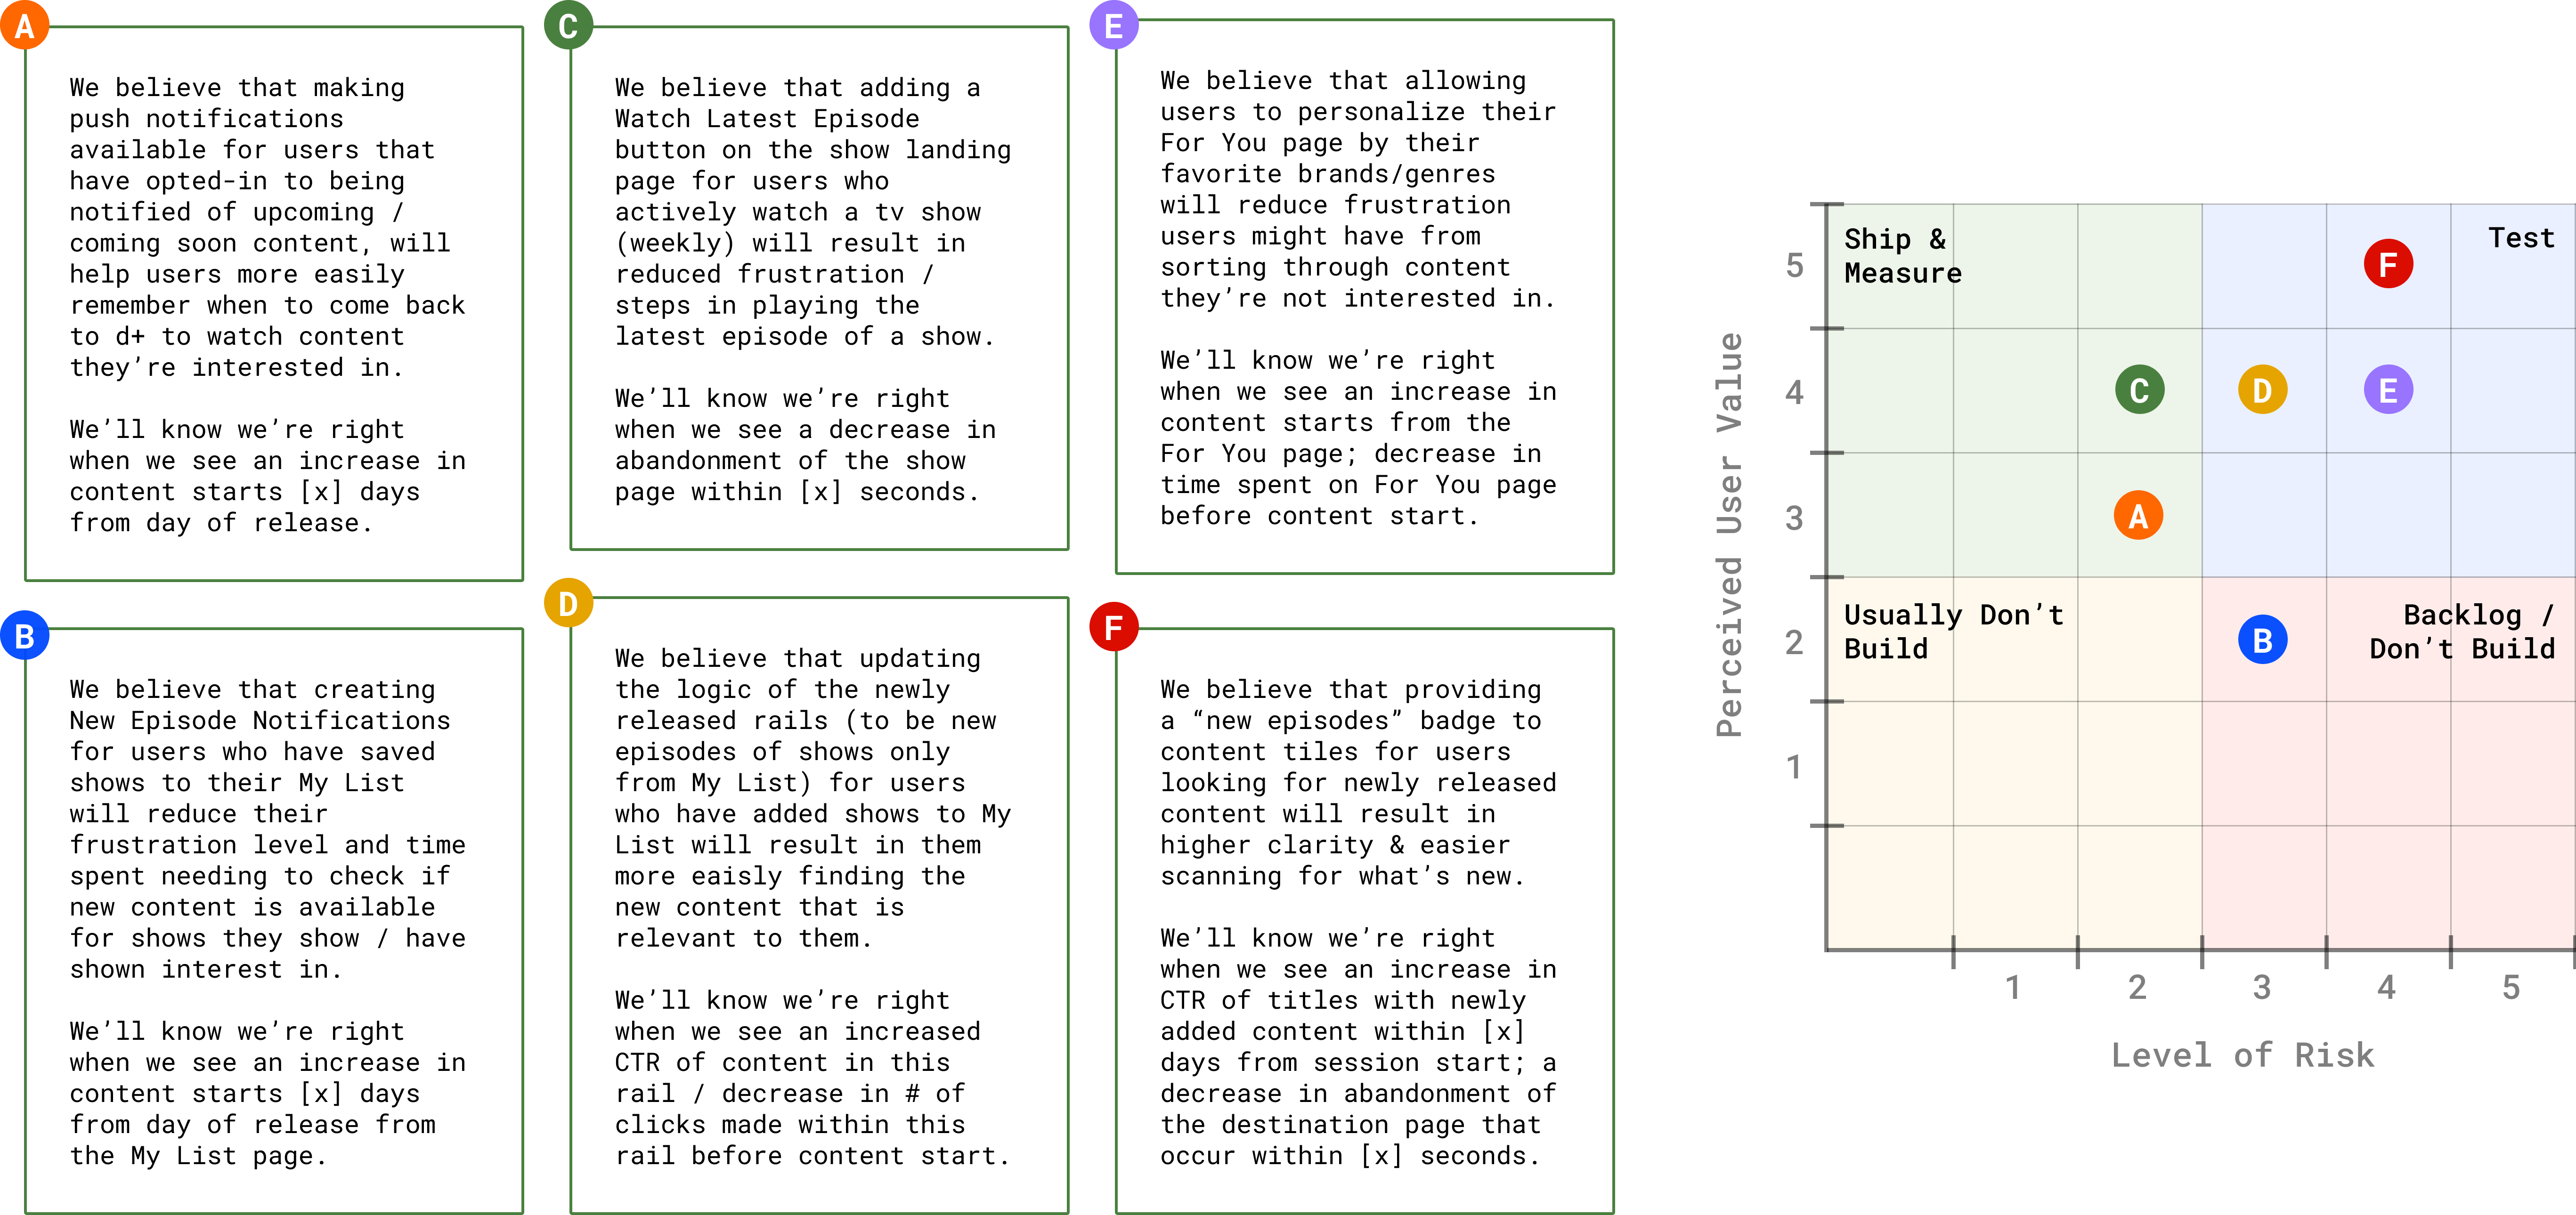 A
We believe that making
push notifications
available for users that
have opted-in to being
notified of upcoming /
coming soon content, will
help users more easily
remember when to come back
to d+ to watch content
they’re interested in.
We’ll know we’re right
when we see an increase in
content starts [x] days
from day of release.
B
We believe that creating
New Episode Notifications
for users who have saved
shows to their My List
will reduce their
frustration level and time
spent needing to check if
new content is available
for shows they show / have
shown interest in.
We’ll know we’re right
when we see an increase in
content starts [x] days
from day of release from
the My List page.
C
We believe that adding a
Watch Latest Episode
button on the show landing
page for users who
actively watch a tv show
(weekly) will result in
reduced frustration /
steps in playing the
latest episode of a show.
We’ll know we’re right
when we see a decrease in
abandonment of the show
page within [x] seconds.
D
We believe that updating
the logic of the newly
released rails (to be new
episodes of shows only
from My List) for users
who have added shows to My
List will result in them
more eaisly finding the
new content that is
relevant to them.
We’ll know we’re right
when we see an increased
CTR of content in this
rail / decrease in # of
clicks made within this
rail before content start.
E
We believe that allowing
users to personalize their
For You page by their
favorite brands/genres
will reduce frustration
users might have from
sorting through content
they’re not interested in.
We’ll know we’re right
when we see an increase in
content starts from the
For You page; decrease in
time spent on For You page
before content start.
F
We believe that providing
a “new episodes” badge to
content tiles for users
looking for newly released
content will result in
higher clarity & easier
scanning for what’s new.
We’ll know we’re right
when we see an increase in
CTR of titles with newly
added content within [x]
days from session start; a
decrease in abandonment of
the destination page that
occur within [x] seconds.
Perceived User Value
5
4
3
2
1
Ship &
Measure
Test
F
C
D
E
A
Usually Don’t
Build
B
Backlog /
Don’t Build
1
2
3
4
5
Level of Risk